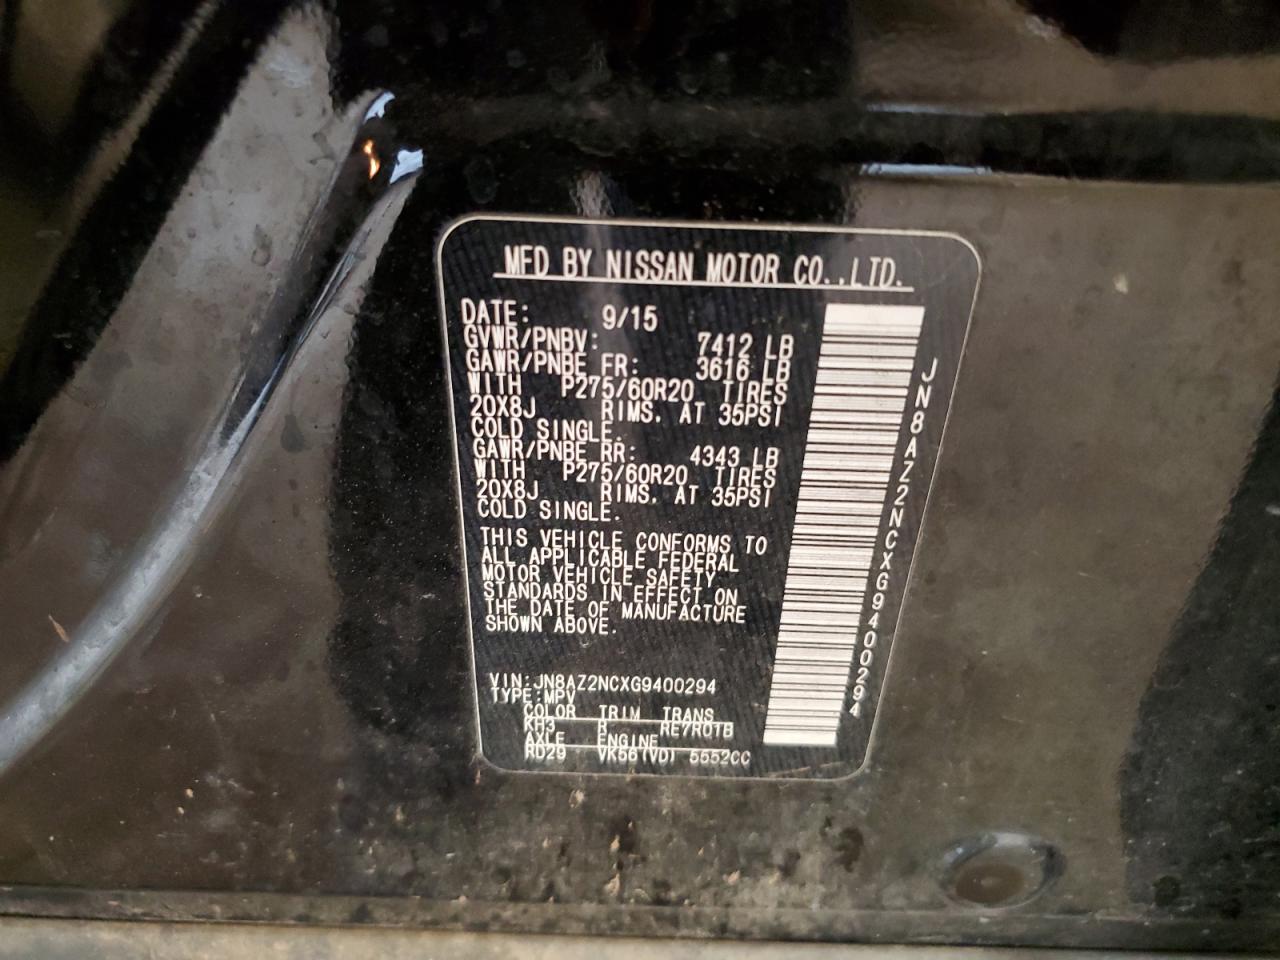 MFD BY NISSAN MOTOR CO.,LTD.
DATE: 9/15
GVWR/PNBV: 7412 LB
GAWR/PNBE FR: 3616 LB
WITH P275/60R20 TIRES
20X8J RIMS. AT 35PSI
COLD SINGLE.
GAWR/PNBE RR: 4343 LB
WITH P275/60R20 TIRES
20X8J RIMS. AT 35PSI
COLD SINGLE.
THIS VEHICLE CONFORMS TO
ALL APPLICABLE FEDERAL
MOTOR VEHICLE SAFETY
STANDARDS IN EFFECT ON
THE DATE OF MANUFACTURE
SHOWN ABOVE.
VIN:JN8AZ2NCXG9400294
TYPE:MPV
COLOR TRIM TRANS
KH3 R RE7R01B
AXLE ENGINE
RD29 VK56(VD) 5552CC
JN8AZ2NCXG9400294